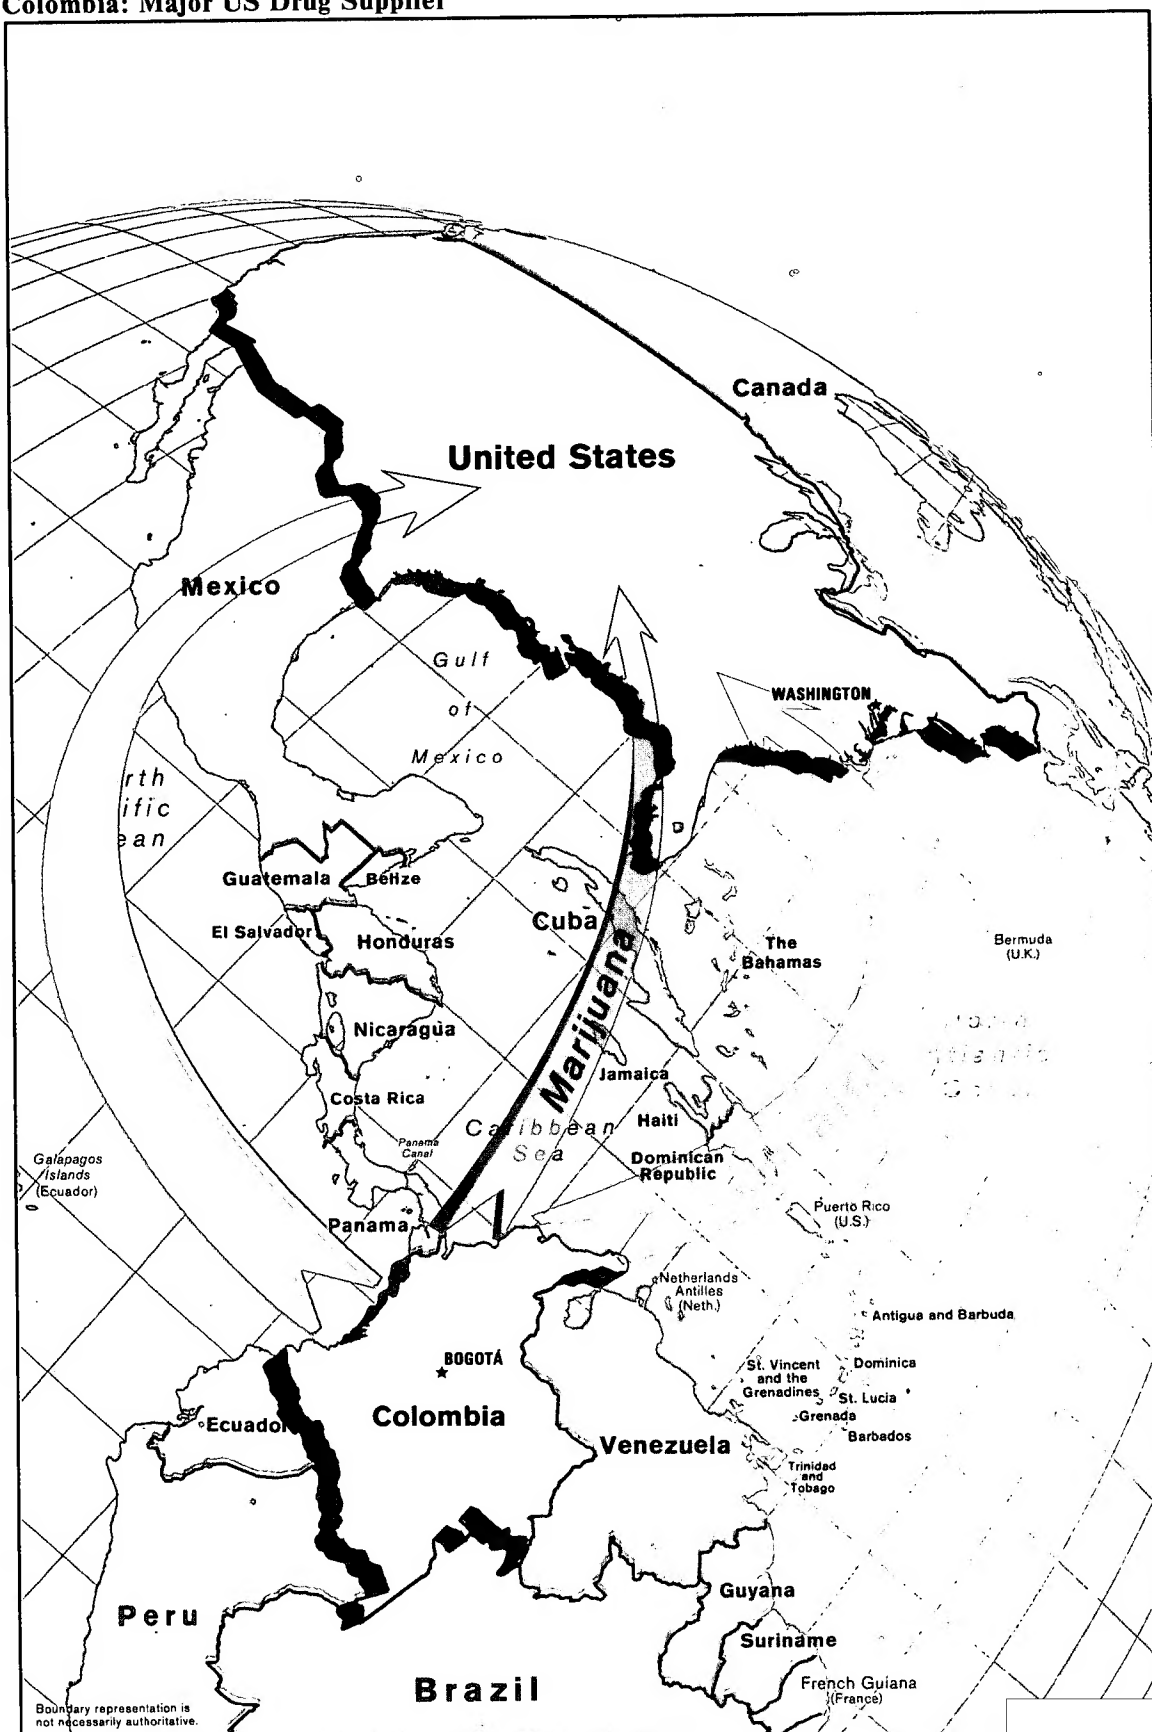 Colombia: Major US Drug Supplier
Canada
United States
Mexico
Gulf
of
Mexico
WASHINGTON
Guatemala
Belize
El Salvador
Honduras
Cuba
Marijuana
The
Bahamas
Bermuda
(U.K.)
Nicaragua
Jamaica
Costa Rica
Haiti
Caribbean
Sea
Panama
Canal
Dominican
Republic
Galapagos
Islands
(Ecuador)
Panama
Puerto Rico
(U.S.)
Netherlands
Antilles
(Neth.)
Antigua and Barbuda
BOGOTÁ
St. Vincent
and the
Grenadines
Dominica
St. Lucia
Grenada
Barbados
Ecuador
Colombia
Venezuela
Trinidad
and
Tobago
Guyana
Peru
Suriname
Brazil
French Guiana
(France)
Boundary representation is
not necessarily authoritative.